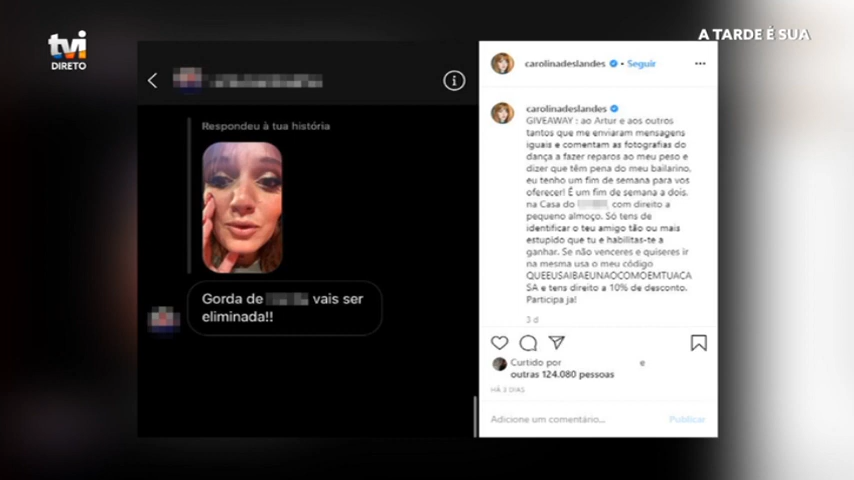 tvi
DIRETO
A TARDE É SUA
Respondeu à tua história
Gorda de vais ser
eliminada!!
carolinadeslandes • Seguir
carolinadeslandes
GIVEAWAY : ao Artur e aos outros
tantos que me enviaram mensagens
iguais e comentam as fotografias do
dança a fazer reparos ao meu peso e
dizer que têm pena do meu bailarino,
eu tenho um fim de semana para vos
oferecer! É um fim de semana a dois,
na Casa do , com direito a
pequeno almoço. Só tens de
identificar o teu amigo tão ou mais
estupido que tu e habilitas-te a
ganhar. Se não venceres e quiseres ir
na mesma usa o meu código
QUEEUSAIBAEUNAOCOMOEMTUACA
SA e tens direito a 10% de desconto.
Participa ja!
3 d
Curtido por e
outras 124.080 pessoas
HÁ 3 DIAS
Adicione um comentário...
Publicar